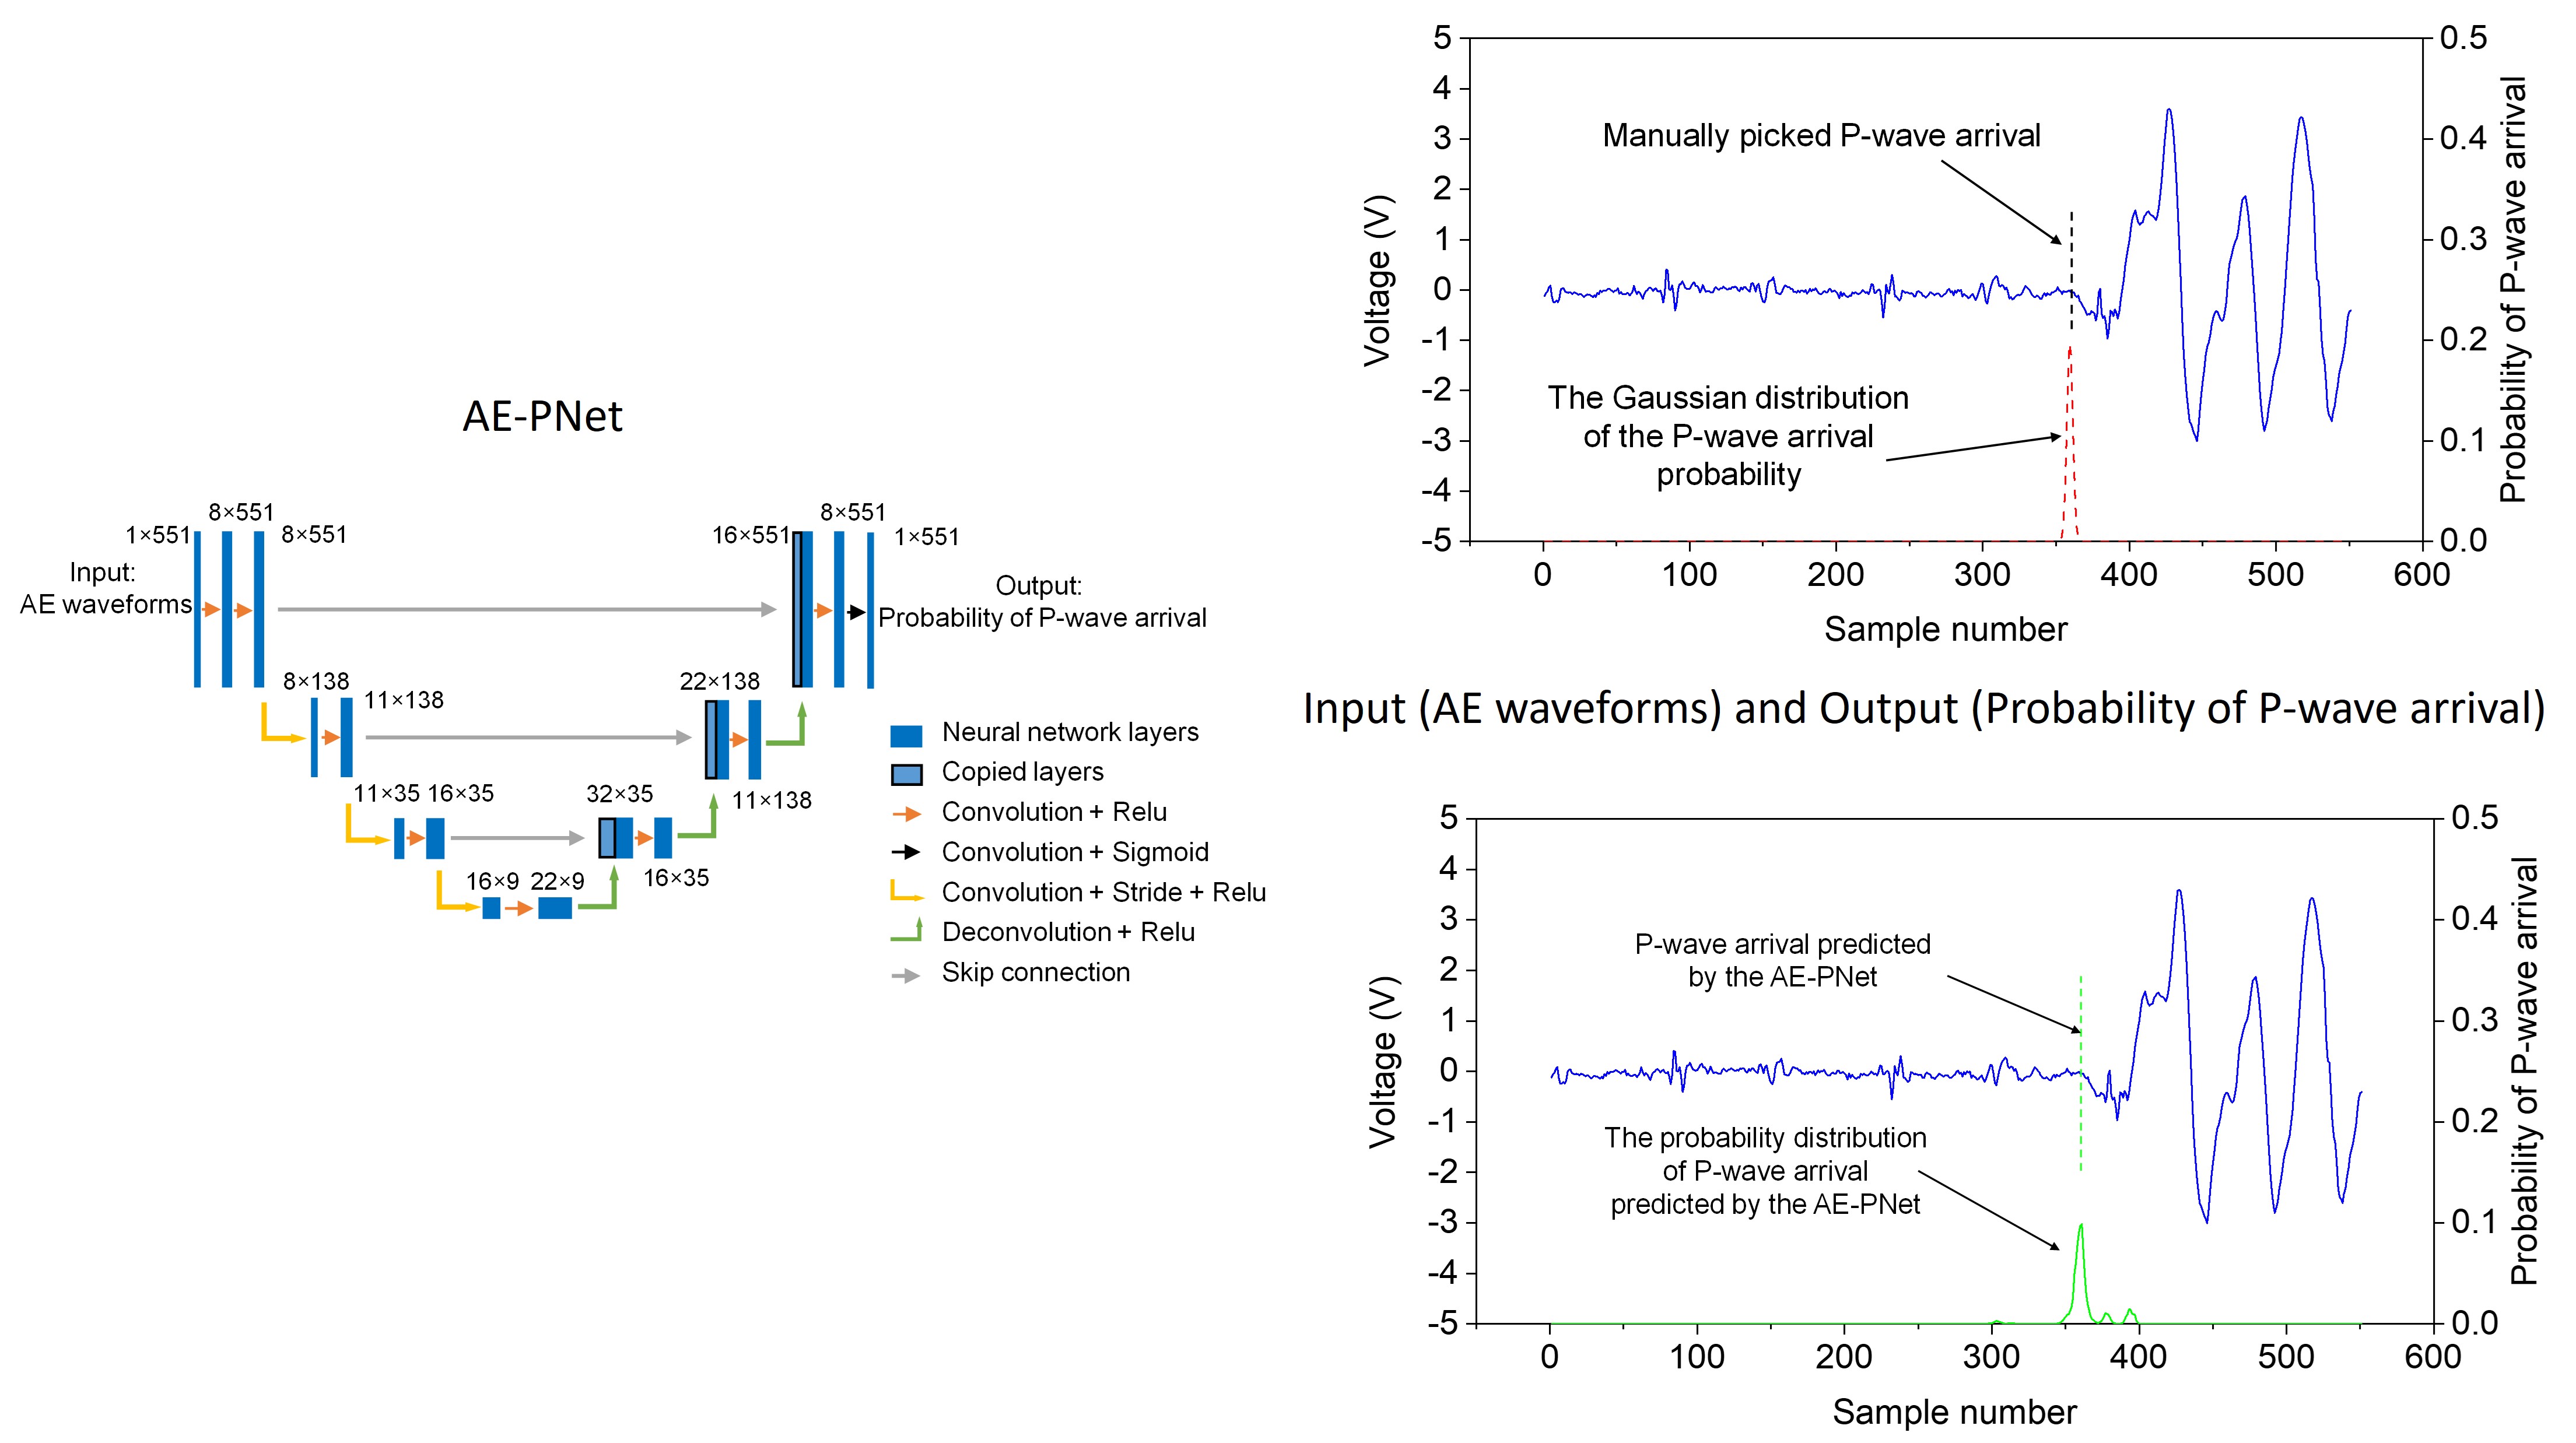 AE-PNet
8×551
1×551
8×551
16×551
8×551
1×551
Input:
AE waveforms
Output:
Probability of P-wave arrival
8×138
11×138
22×138
11×138
11×35
16×35
32×35
16×35
16×9
22×9
Neural network layers
Copied layers
Convolution + Relu
Convolution + Sigmoid
Convolution + Stride + Relu
Deconvolution + Relu
Skip connection
5
4
3
2
1
0
-1
-2
-3
-4
-5
Voltage (V)
Manually picked P-wave arrival
The Gaussian distribution
of the P-wave arrival
probability
0.5
0.4
0.3
0.2
0.1
0.0
Probability of P-wave arrival
0 100 200 300 400 500 600
Sample number
Input (AE waveforms) and Output (Probability of P-wave arrival)
5
4
3
2
1
0
-1
-2
-3
-4
-5
Voltage (V)
P-wave arrival predicted
by the AE-PNet
The probability distribution
of P-wave arrival
predicted by the AE-PNet
0.5
0.4
0.3
0.2
0.1
0.0
Probability of P-wave arrival
0 100 200 300 400 500 600
Sample number